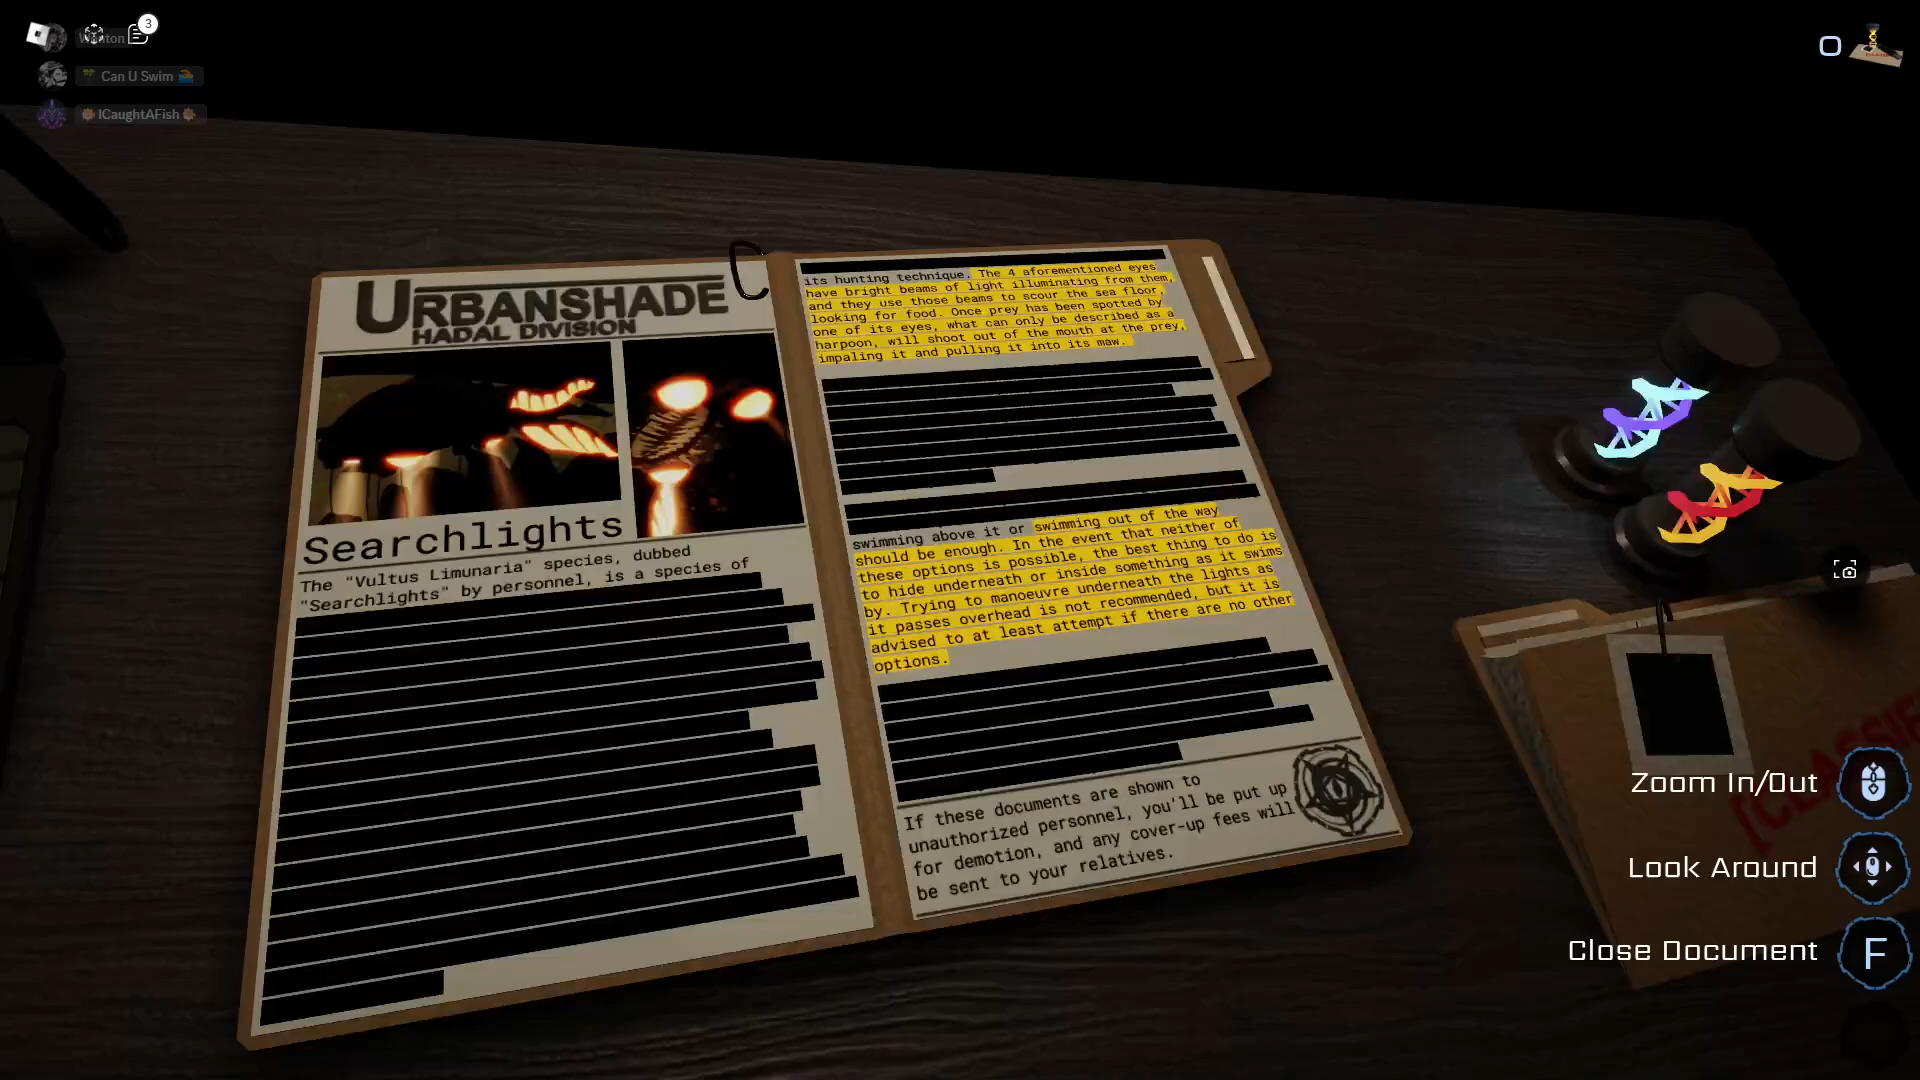 Winton
3
🌴 Can U Swim 🏊
ICaughtAFish
URBANSHADE
HADAL DIVISION
Searchlights
The "Vultus Limunaria" species, dubbed
"Searchlights" by personnel, is a species of
its hunting technique. The 4 aforementioned eyes
have bright beams of light illuminating from them,
and they use those beams to scour the sea floor,
looking for food. Once prey has been spotted by
one of its eyes, what can only be described as a
harpoon, will shoot out of the mouth at the prey,
impaling it and pulling it into its maw.
swimming above it or swimming out of the way
should be enough. In the event that neither of
these options is possible, the best thing to do is
to hide underneath or inside something as it swims
by. Trying to manoeuvre underneath the lights as
it passes overhead is not recommended, but it is
advised to at least attempt if there are no other
options.
If these documents are shown to
unauthorized personnel, you'll be put up
for demotion, and any cover-up fees will
be sent to your relatives.
0
Zoom In/Out
Look Around
Close Document
F